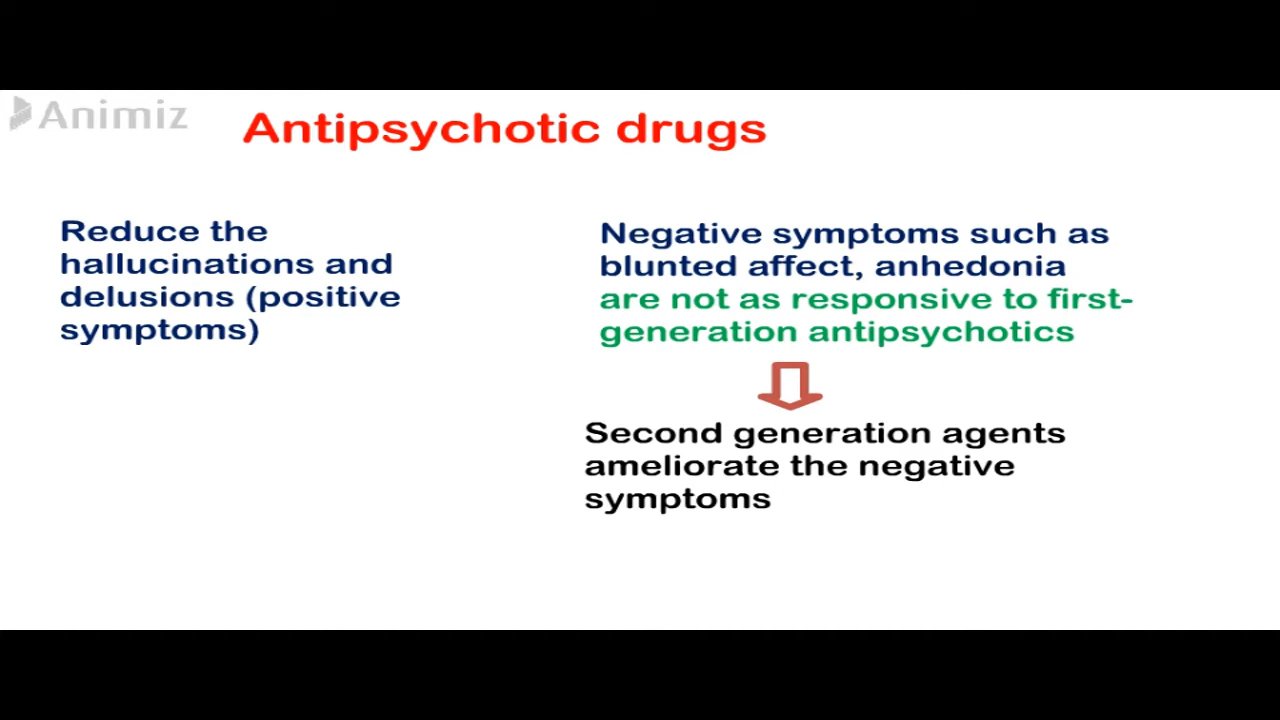 Animiz
Antipsychotic drugs
Reduce the
hallucinations and
delusions (positive
symptoms)
Negative symptoms such as
blunted affect, anhedonia
are not as responsive to first-
generation antipsychotics
Second generation agents
ameliorate the negative
symptoms